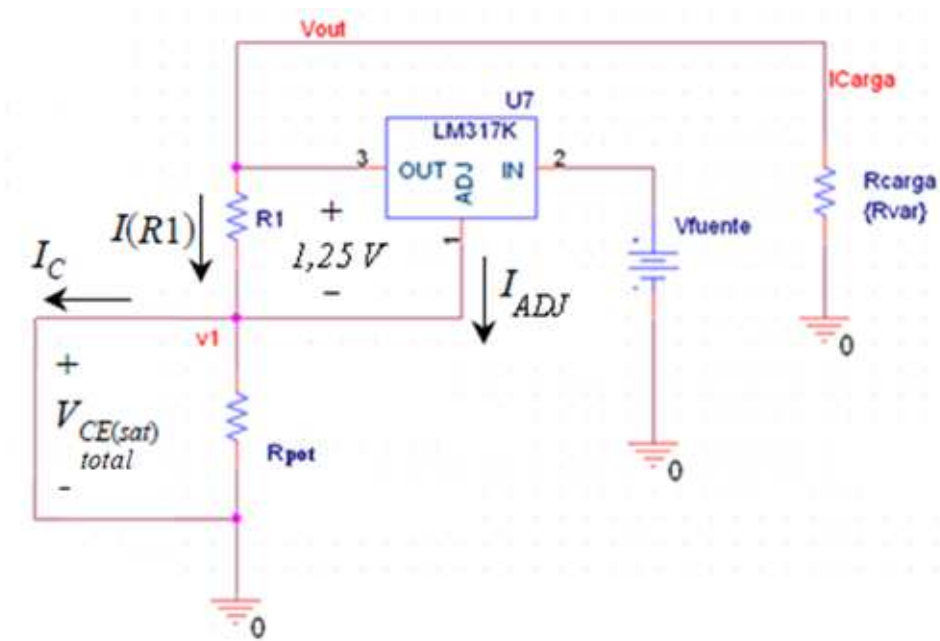 Vout
ICarga
U7
LM317K
3
OUT
ADJ
IN
2
1
R1
I(R1)
+
1,25 V
-
I_C
I_ADJ
Vfuente
Rcarga
{Rvar}
0
v1
+
V_CE(sat)
total
-
Rpot
0
0